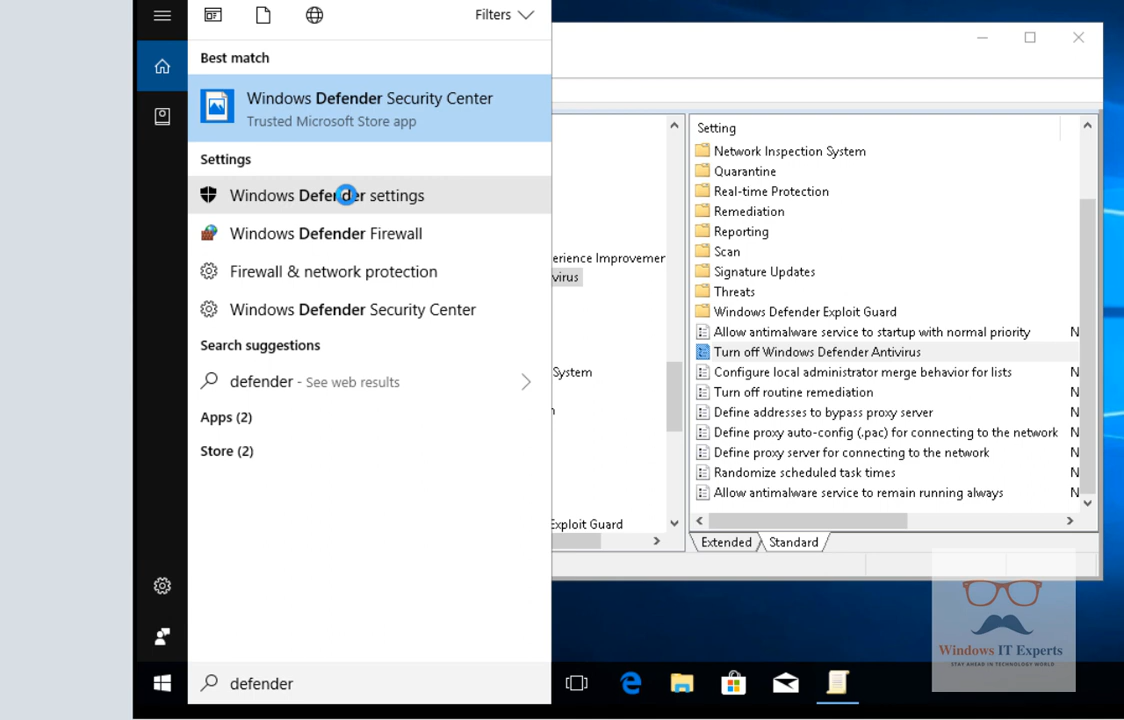 Filters
Best match
Windows Defender Security Center
Trusted Microsoft Store app
Settings
Windows Defender settings
Windows Defender Firewall
Firewall & network protection
Windows Defender Security Center
Search suggestions
defender - See web results
Apps (2)
Store (2)
defender
erience Improvemer
virus
System
Exploit Guard
Setting
Network Inspection System
Quarantine
Real-time Protection
Remediation
Reporting
Scan
Signature Updates
Threats
Windows Defender Exploit Guard
Allow antimalware service to startup with normal priority N
Turn off Windows Defender Antivirus
Configure local administrator merge behavior for lists N
Turn off routine remediation N
Define addresses to bypass proxy server N
Define proxy auto-config (.pac) for connecting to the network N
Define proxy server for connecting to the network N
Randomize scheduled task times N
Allow antimalware service to remain running always N
Extended Standard
Windows IT Experts
STAY AHEAD IN TECHNOLOGY WORLD